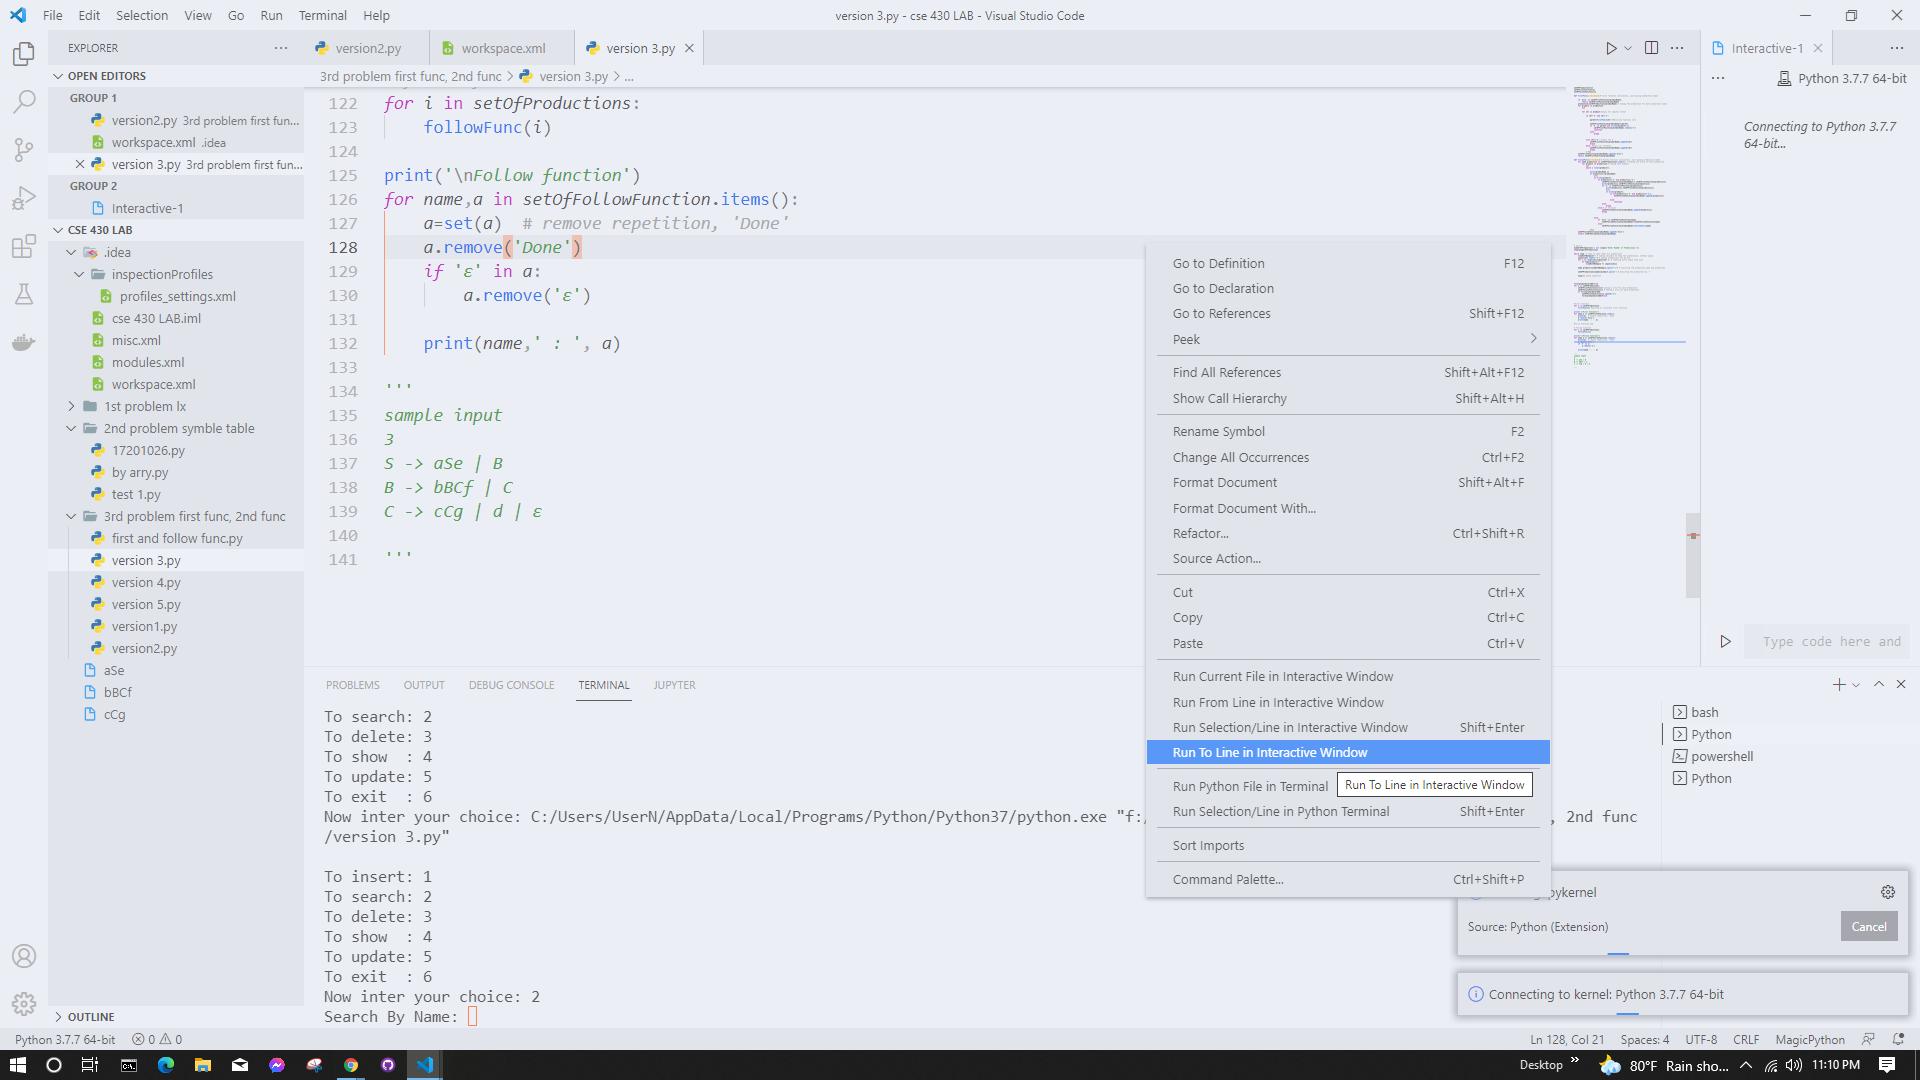 File Edit Selection View Go Run Terminal Help
version 3.py - cse 430 LAB - Visual Studio Code
EXPLORER
OPEN EDITORS
GROUP 1
version2.py 3rd problem first fun...
workspace.xml .idea
version 3.py 3rd problem first fun...
GROUP 2
Interactive-1
CSE 430 LAB
.idea
inspectionProfiles
profiles_settings.xml
cse 430 LAB.iml
misc.xml
modules.xml
workspace.xml
1st problem lx
2nd problem symble table
17201026.py
by arry.py
test 1.py
3rd problem first func, 2nd func
first and follow func.py
version 3.py
version 4.py
version 5.py
version1.py
version2.py
aSe
bBCf
cCg
OUTLINE
version2.py
workspace.xml
version 3.py
3rd problem first func, 2nd func > version 3.py > ...
122 for i in setOfProductions:
123 followFunc(i)
124
125 print('\nFollow function')
126 for name,a in setOfFollowFunction.items():
127 a=set(a) # remove repetition, 'Done'
128 a.remove('Done')
129 if 'ε' in a:
130 a.remove('ε')
131
132 print(name,' : ', a)
133
134 '''
135 sample input
136 3
137 S -> aSe | B
138 B -> bBCf | C
139 C -> cCg | d | ε
140
141 '''
Go to Definition F12
Go to Declaration
Go to References Shift+F12
Peek
Find All References Shift+Alt+F12
Show Call Hierarchy Shift+Alt+H
Rename Symbol F2
Change All Occurrences Ctrl+F2
Format Document Shift+Alt+F
Format Document With...
Refactor... Ctrl+Shift+R
Source Action...
Cut Ctrl+X
Copy Ctrl+C
Paste Ctrl+V
Run Current File in Interactive Window
Run From Line in Interactive Window
Run Selection/Line in Interactive Window Shift+Enter
Run To Line in Interactive Window
Run Python File in Terminal
Run To Line in Interactive Window
Run Selection/Line in Python Terminal Shift+Enter
Sort Imports
Command Palette... Ctrl+Shift+P
Interactive-1
Python 3.7.7 64-bit
Connecting to Python 3.7.7
64-bit...
Type code here and
PROBLEMS OUTPUT DEBUG CONSOLE TERMINAL JUPYTER
To search: 2
To delete: 3
To show : 4
To update: 5
To exit : 6
Now inter your choice: C:/Users/UserN/AppData/Local/Programs/Python/Python37/python.exe "f:/ , 2nd func
/version 3.py"
To insert: 1
To search: 2
To delete: 3
To show : 4
To update: 5
To exit : 6
Now inter your choice: 2
Search By Name:
bash
Python
powershell
Python
pykernel
Source: Python (Extension)
Cancel
Connecting to kernel: Python 3.7.7 64-bit
Python 3.7.7 64-bit 0 0
Ln 128, Col 21 Spaces: 4 UTF-8 CRLF MagicPython
Desktop 80°F Rain sho... 11:10 PM